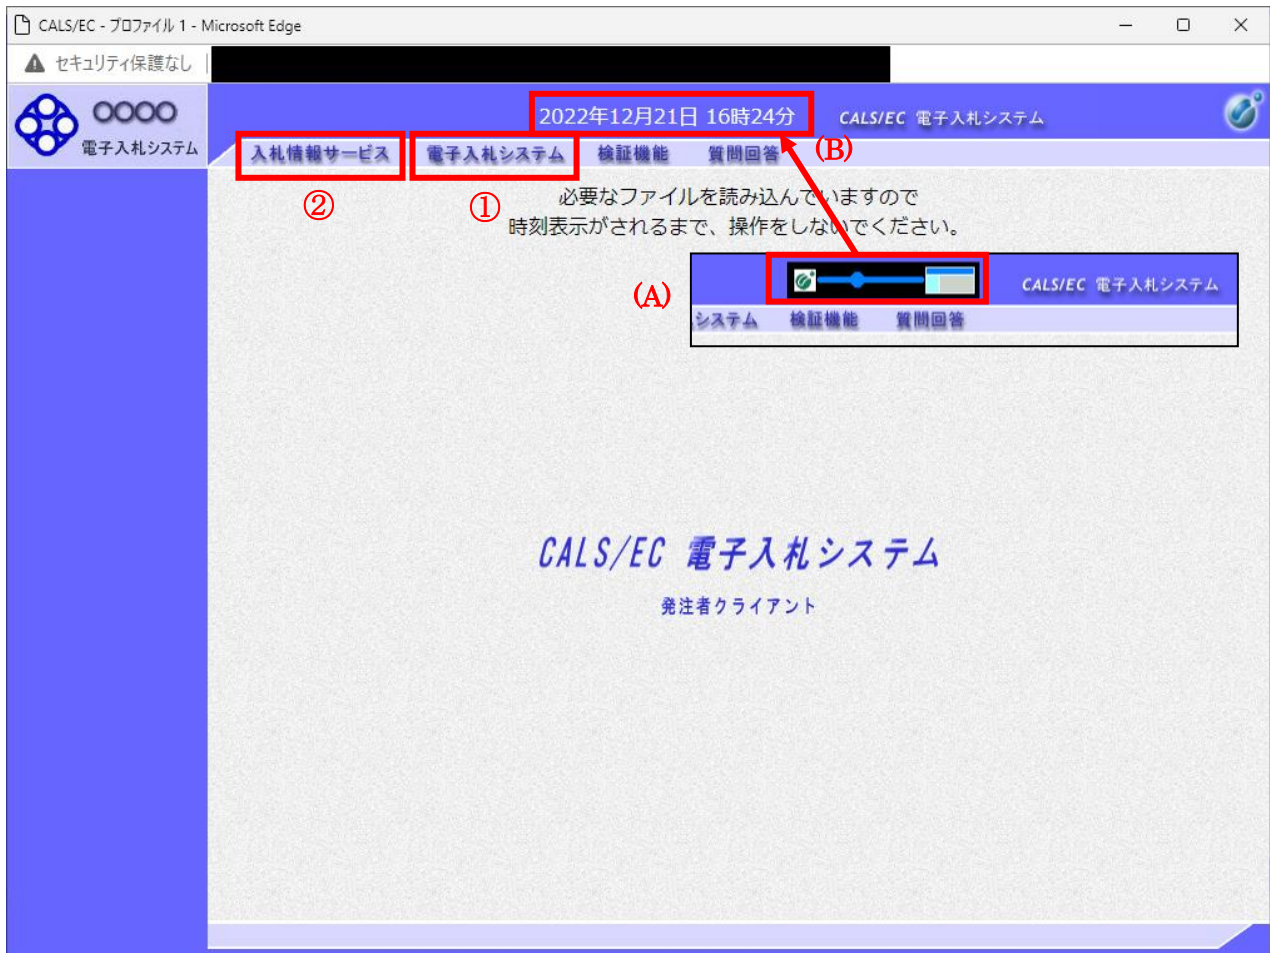 CALS/EC - プロファイル 1 - Microsoft Edge
セキュリティ保護なし
OOOO
電子入札システム
2022年12月21日 16時24分
CALS/EC 電子入札システム
入札情報サービス 電子入札システム 検証機能 質問回答
(B)
② ①
必要なファイルを読み込んでいますので
時刻表示がされるまで、操作をしないでください。
(A)
CALS/EC 電子入札システム
システム 検証機能 質問回答
CALS/EC 電子入札システム
発注者クライアント